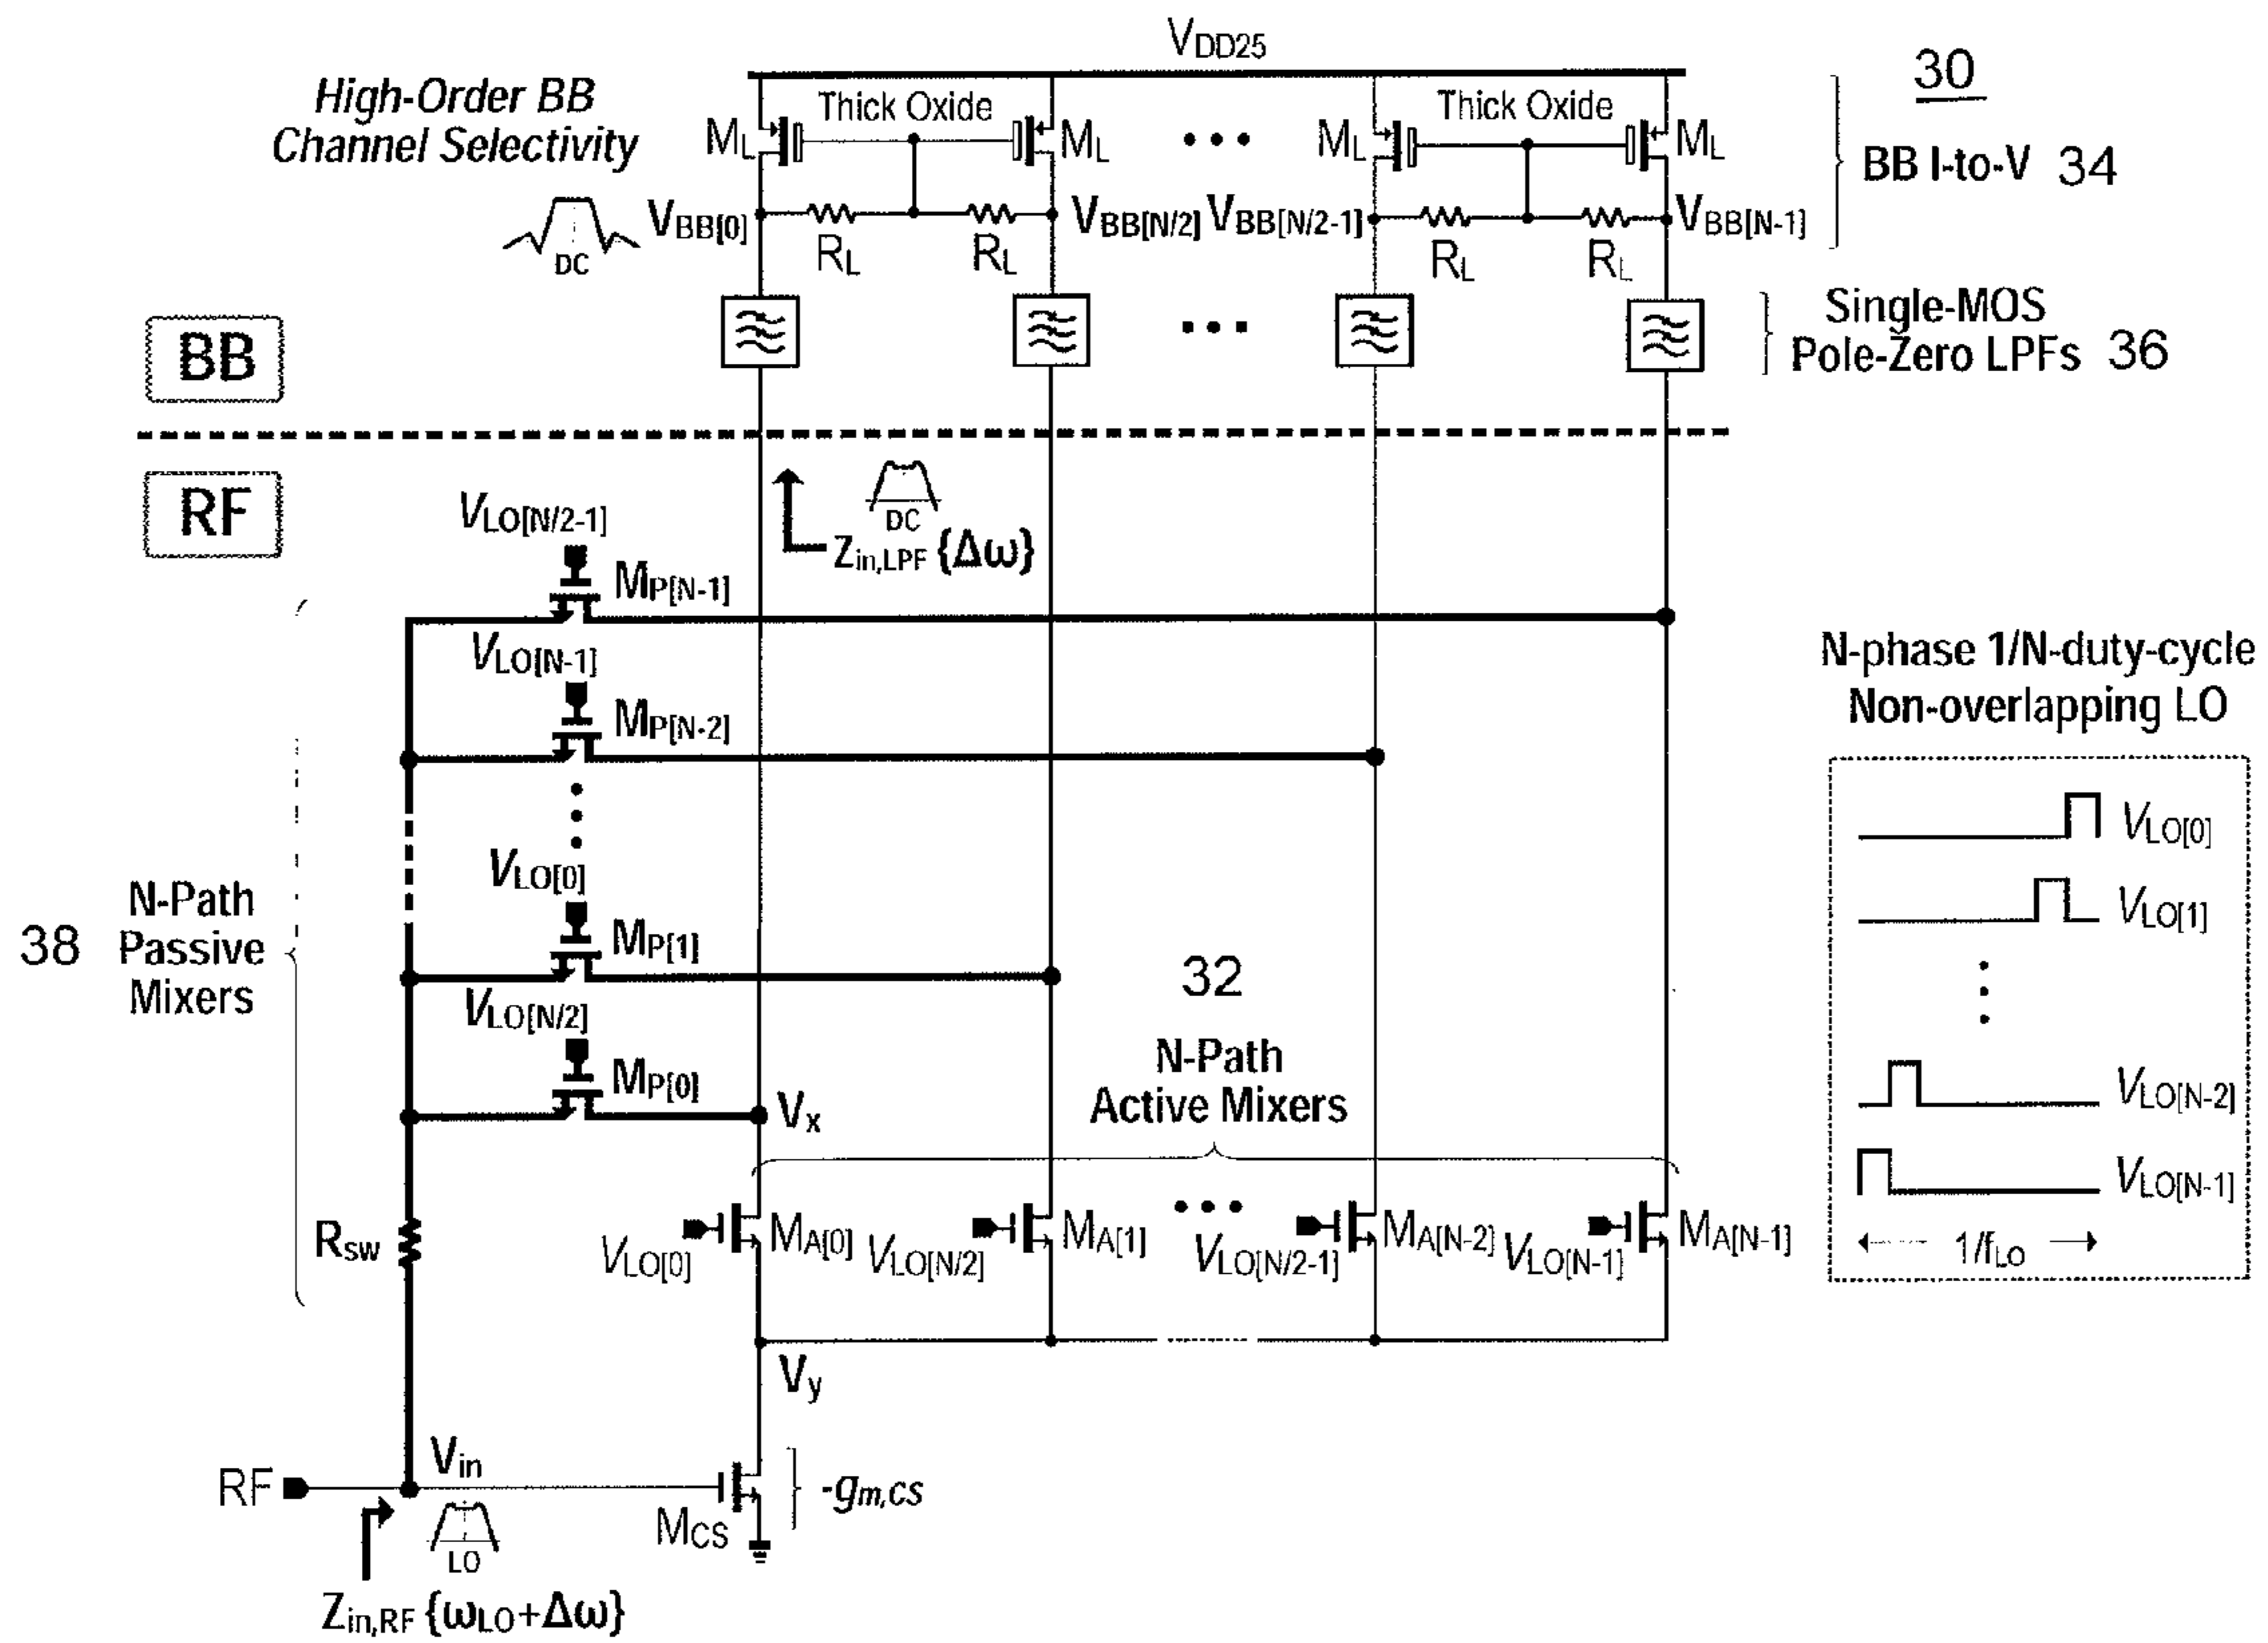 VDD25
High-Order BB
Channel Selectivity
Thick Oxide
Thick Oxide
30
ML
ML
• • •
ML
ML
BB I-to-V 34
VBB[0]
VBB[N/2]
VBB[N/2-1]
VBB[N-1]
DC
RL
RL
RL
RL
BB
• • •
Single-MOS
Pole-Zero LPFs 36
RF
DC
Zin,LPF {Δω}
VLO[N/2-1]
MP[N-1]
VLO[N-1]
MP[N-2]
VLO[0]
MP[1]
VLO[N/2]
MP[0]
38
N-Path
Passive
Mixers
32
N-Path
Active Mixers
Vx
N-phase 1/N-duty-cycle
Non-overlapping LO
VLO[0]
VLO[1]
VLO[N-2]
VLO[N-1]
1/fLo
Rsw
VLO[0]
MA[0]
VLO[N/2]
MA[1]
• • •
VLO[N/2-1]
MA[N-2]
VLO[N-1]
MA[N-1]
Vy
Vin
RF
MCS
-gm,CS
LO
Zin,RF {ωLO+Δω}